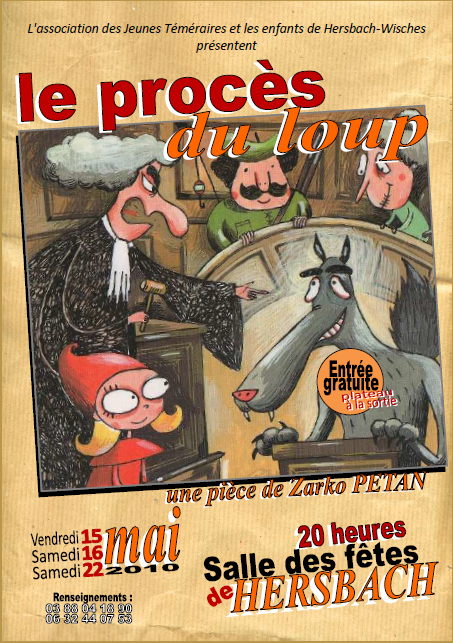 L'association des Jeunes Téméraires et les enfants de Hersbach-Wisches
présentent
le procès
du loup
Entrée
gratuite
Plateau
à la sortie
une pièce de Zarko PETAN
Vendredi 15
Samedi 16
Samedi 22
mai
2010
20 heures
Salle des fêtes
de HERSBACH
Renseignements :
03 88 04 18 90
06 32 44 07 53